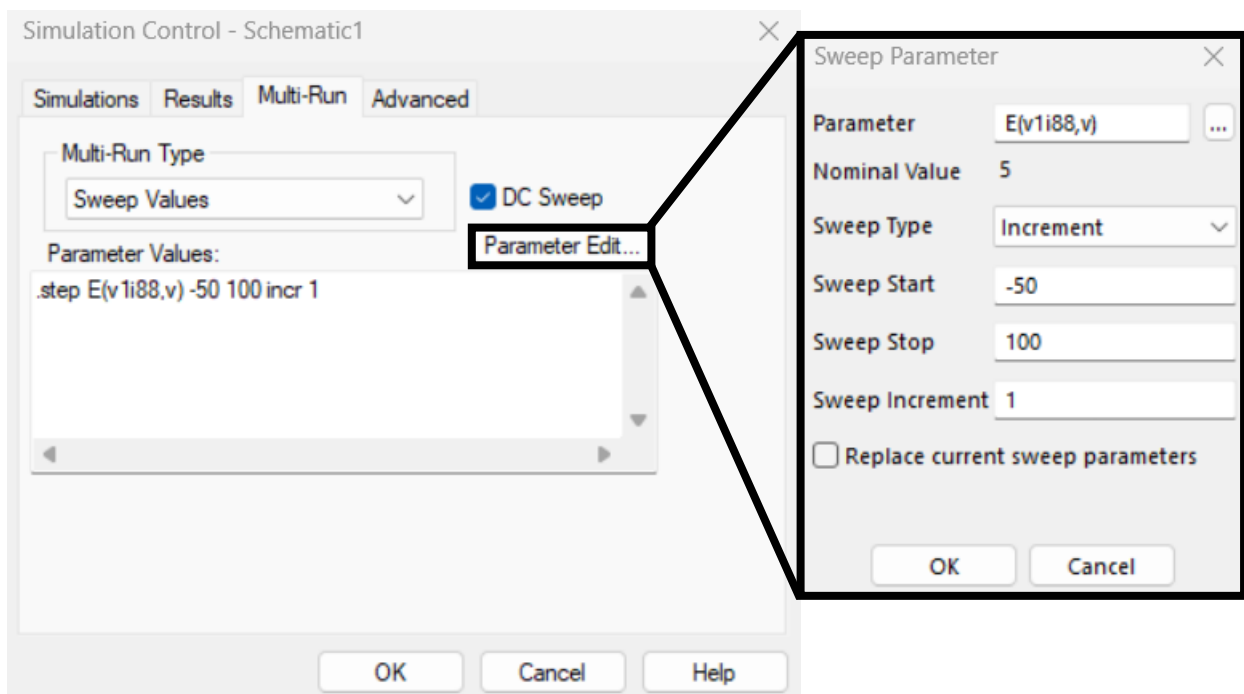 Simulation Control - Schematic1
Simulations Results Multi-Run Advanced
Multi-Run Type
Sweep Values
DC Sweep
Parameter Edit...
Parameter Values:
.step E(v1i88,v) -50 100 incr 1
OK Cancel Help
Sweep Parameter
Parameter E(v1i88,v) ...
Nominal Value 5
Sweep Type Increment
Sweep Start -50
Sweep Stop 100
Sweep Increment 1
Replace current sweep parameters
OK Cancel